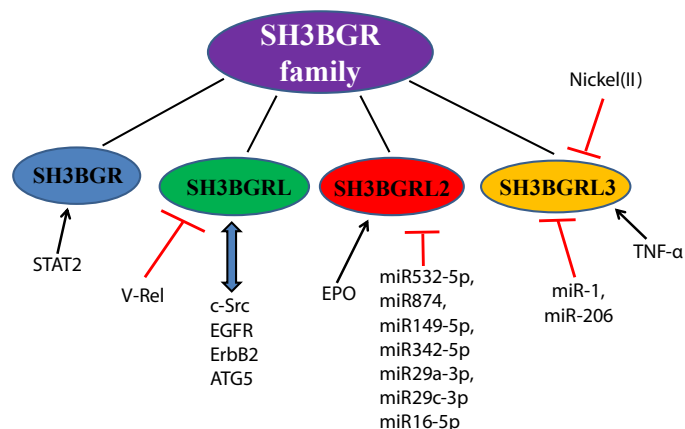 SH3BGR
family
Nickel(II)
SH3BGR
SH3BGRL
SH3BGRL2
SH3BGRL3
STAT2
V-Rel
c-Src
EGFR
ErbB2
ATG5
EPO
miR532-5p,
miR874,
miR149-5p,
miR342-5p
miR29a-3p,
miR29c-3p
miR16-5p
miR-1,
miR-206
TNF-α